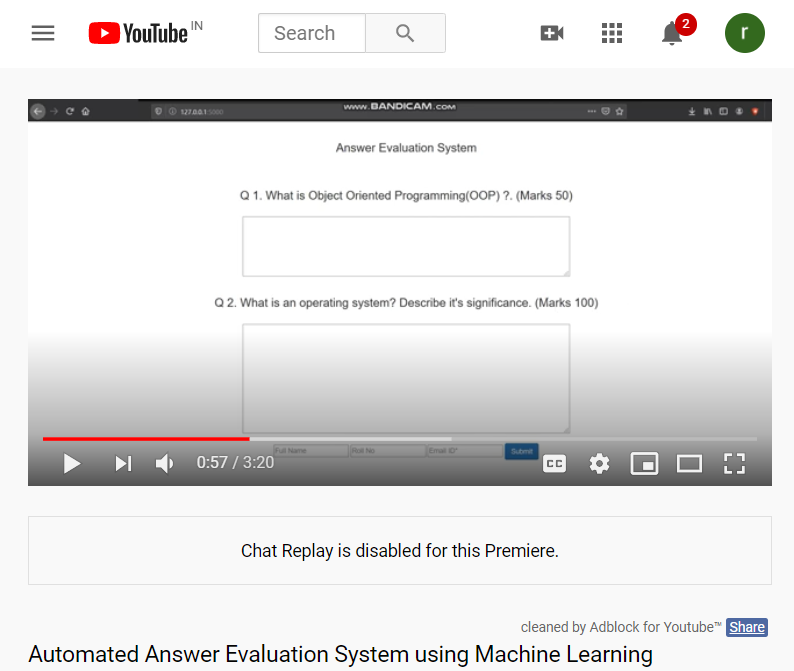 YouTube IN
Search
2
r
127.0.0.1:5000
www.BANDICAM.com
Answer Evaluation System
Q 1. What is Object Oriented Programming(OOP) ?. (Marks 50)
Q 2. What is an operating system? Describe it's significance. (Marks 100)
Full Name
Roll No
Email ID*
Submit
0:57 / 3:20
CC
Chat Replay is disabled for this Premiere.
cleaned by Adblock for Youtube™ Share
Automated Answer Evaluation System using Machine Learning